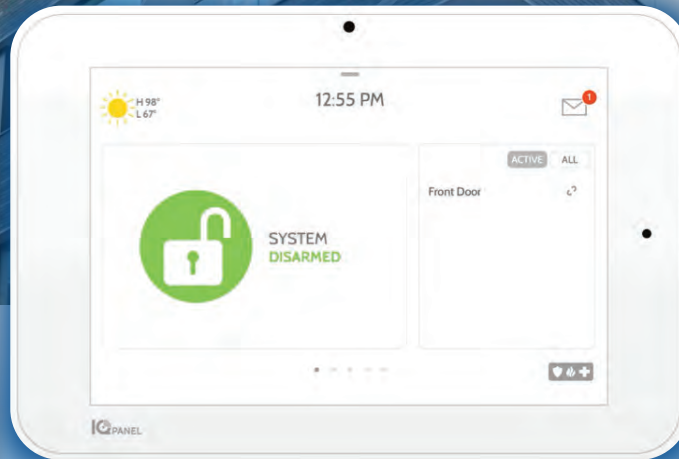 H 98°
L 67°
12:55 PM
1
ACTIVE
ALL
Front Door
SYSTEM
DISARMED
IQ PANEL